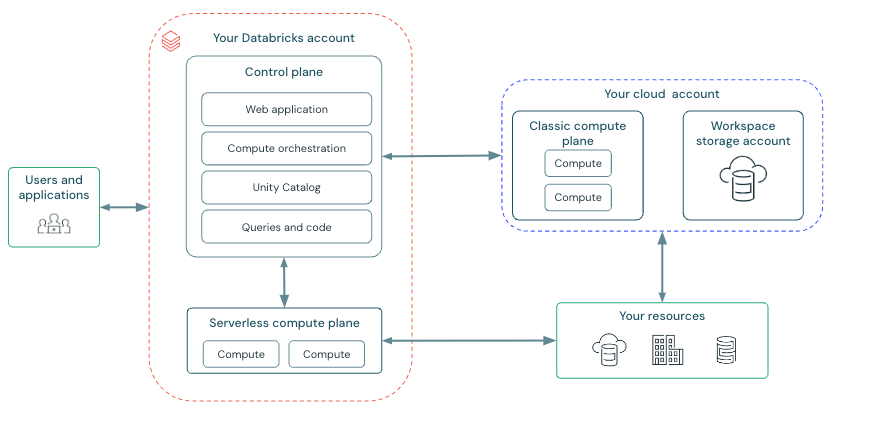 Your Databricks account
Control plane
Web application
Compute orchestration
Unity Catalog
Queries and code
Serverless compute plane
Compute
Compute
Users and
applications
Your cloud account
Classic compute
plane
Compute
Compute
Workspace
storage account
Your resources